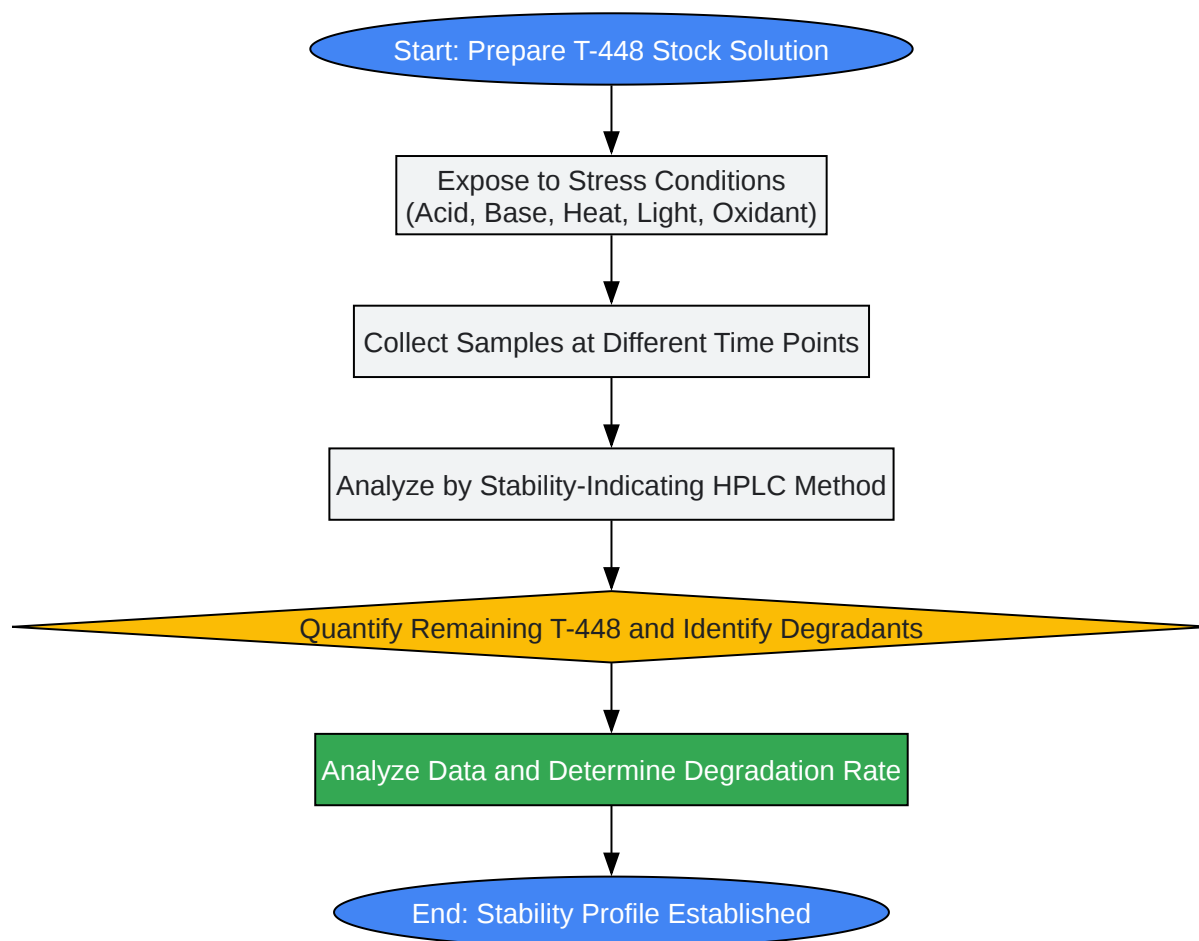 Start: Prepare T-448 Stock Solution
Expose to Stress Conditions
(Acid, Base, Heat, Light, Oxidant)
Collect Samples at Different Time Points
Analyze by Stability-Indicating HPLC Method
Quantify Remaining T-448 and Identify Degradants
Analyze Data and Determine Degradation Rate
End: Stability Profile Established